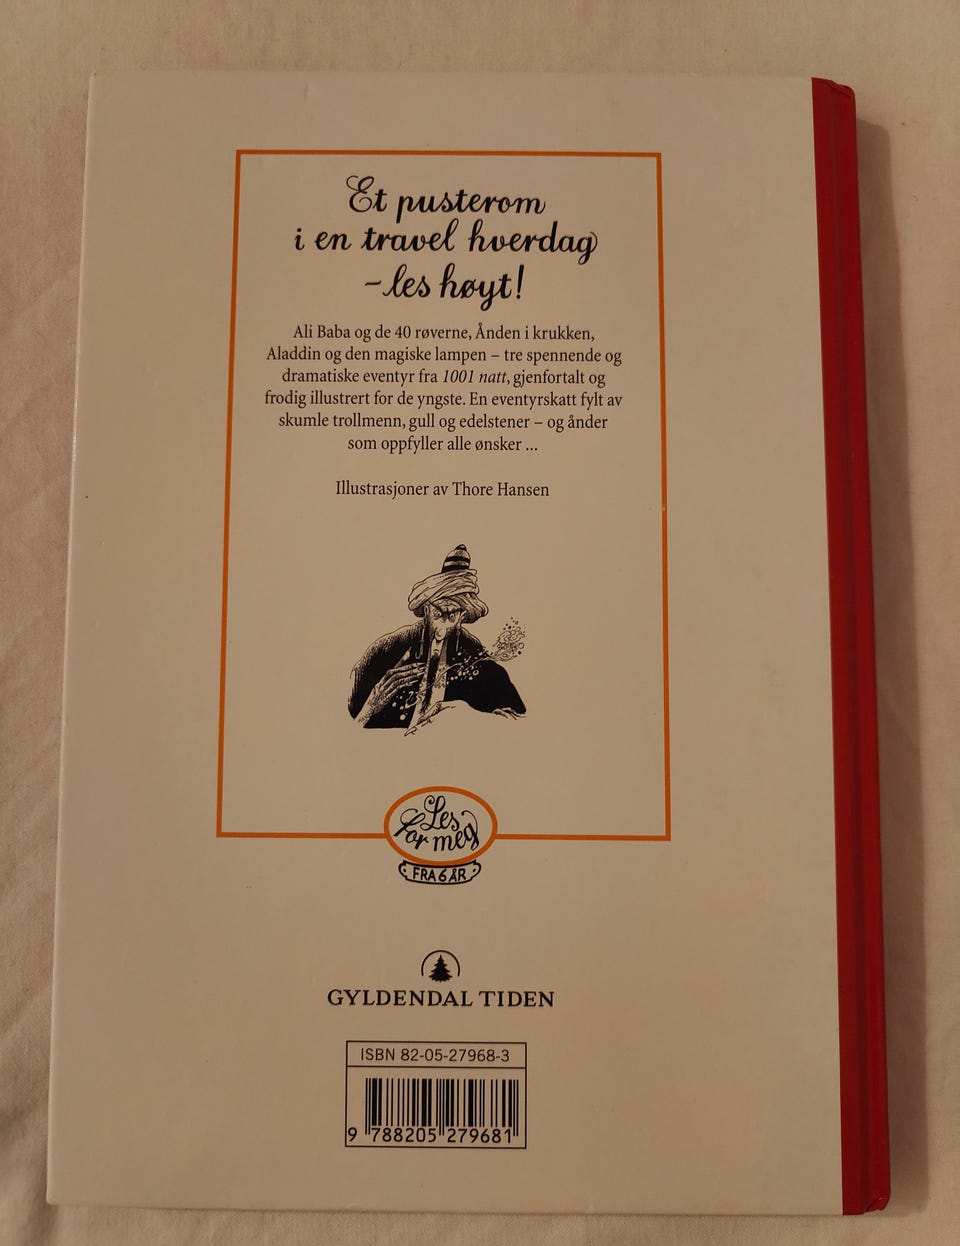 Et pusterom
i en travel hverdag
– les høyt!
Ali Baba og de 40 røverne, Ånden i krukken,
Aladdin og den magiske lampen – tre spennende og
dramatiske eventyr fra 1001 natt, gjenfortalt og
frodig illustrert for de yngste. En eventyrskatt fylt av
skumle trollmenn, gull og edelstener – og ånder
som oppfyller alle ønsker ...
Illustrasjoner av Thore Hansen
Les
for meg
FRA 6 ÅR
GYLDENDAL TIDEN
ISBN 82-05-27968-3
9 788205 279681